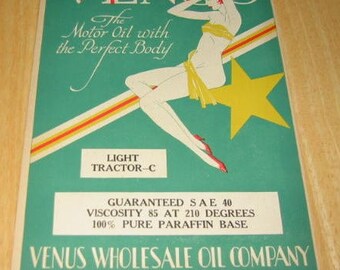 VENUS
The
Motor Oil with
the Perfect Body
LIGHT
TRACTOR–C
GUARANTEED S A E 40
VISCOSITY 85 AT 210 DEGREES
100% PURE PARAFFIN BASE
VENUS WHOLESALE OIL COMPANY